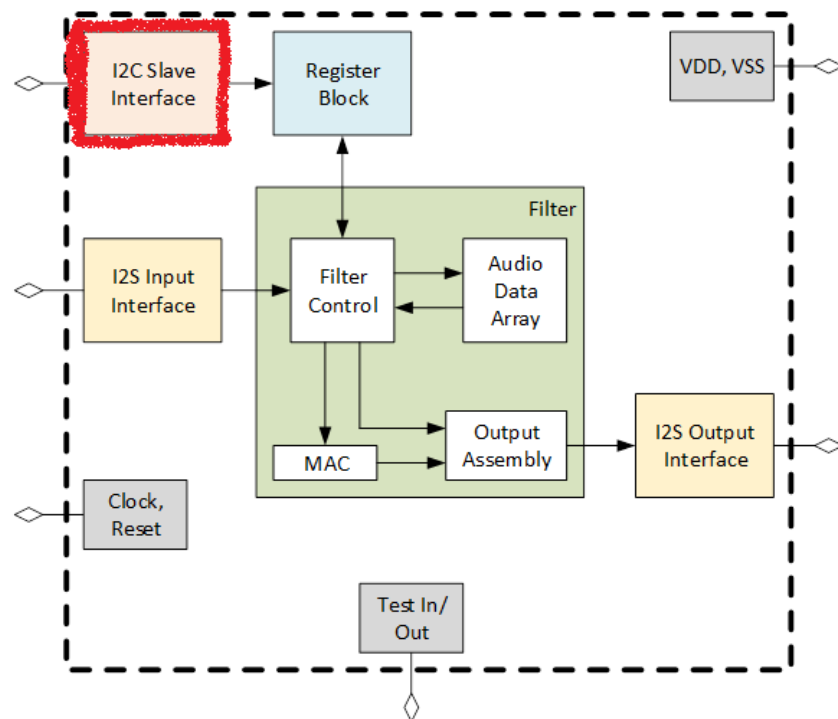 I2C Slave
Interface
Register
Block
VDD, VSS
Filter
I2S Input
Interface
Filter
Control
Audio
Data
Array
MAC
Output
Assembly
I2S Output
Interface
Clock,
Reset
Test In/
Out